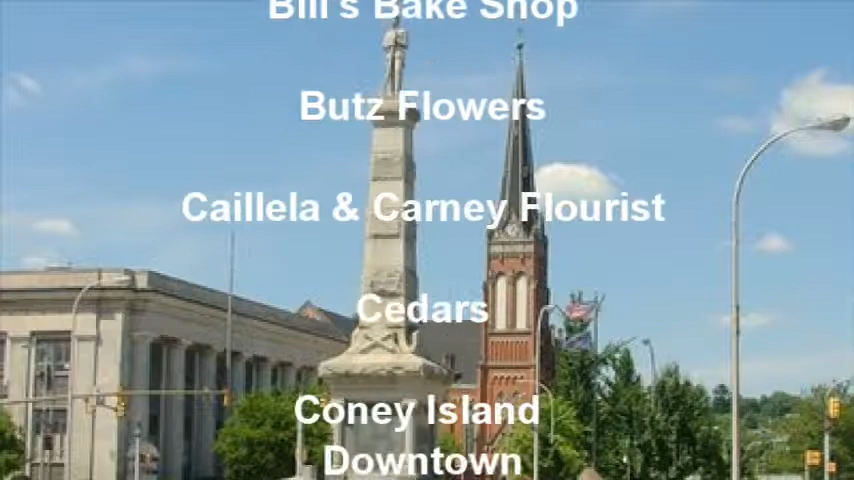 Bill's Bake Shop
Butz Flowers
Caillela & Carney Flourist
Cedars
Coney Island
Downtown